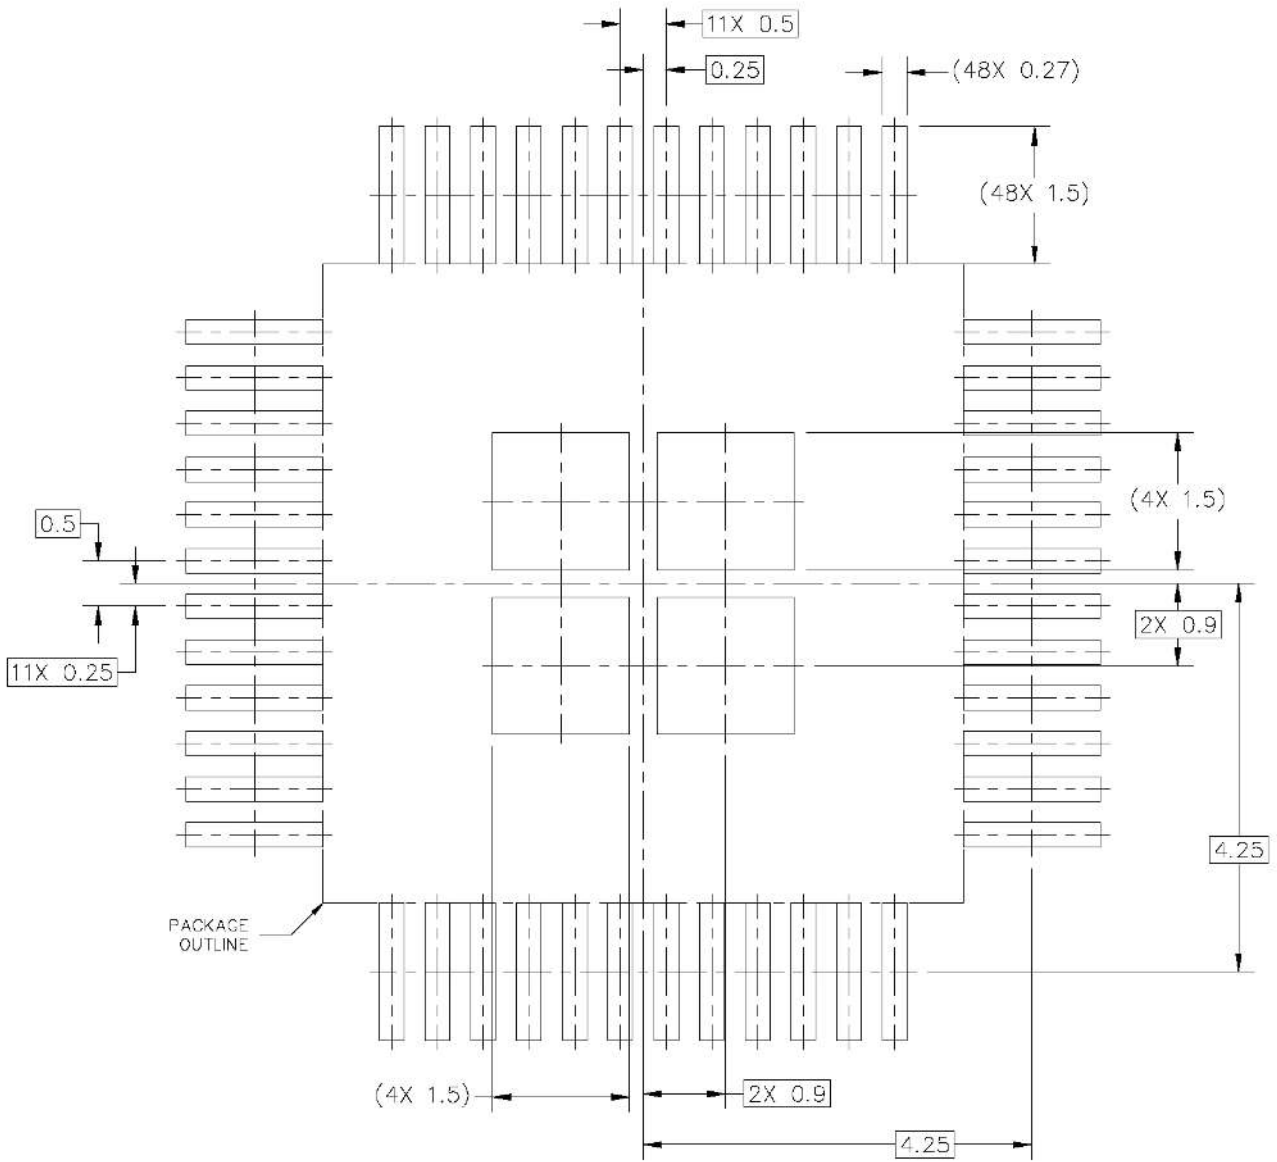 11X 0.5
0.25
(48X 0.27)
(48X 1.5)
(4X 1.5)
0.5
2X 0.9
11X 0.25
4.25
PACKAGE
OUTLINE
(4X 1.5)
2X 0.9
4.25